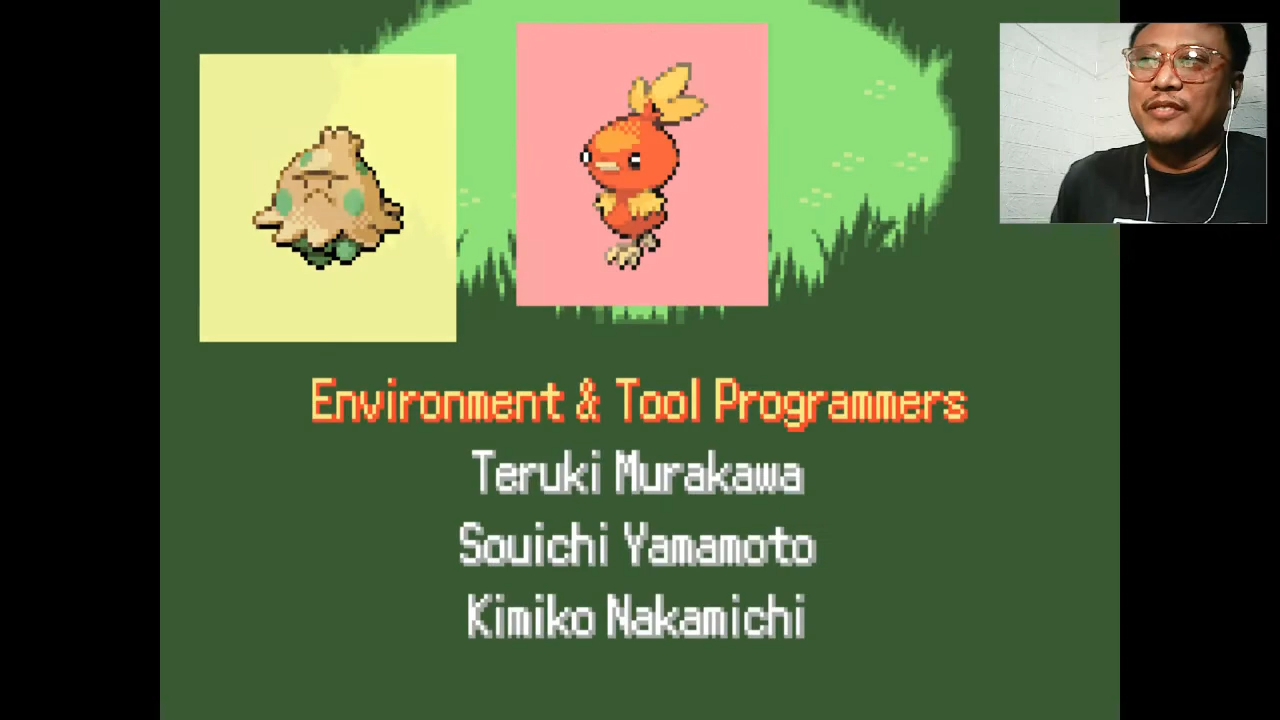 Environment & Tool Programmers
Teruki Murakawa
Souichi Yamamoto
Kimiko Nakamichi